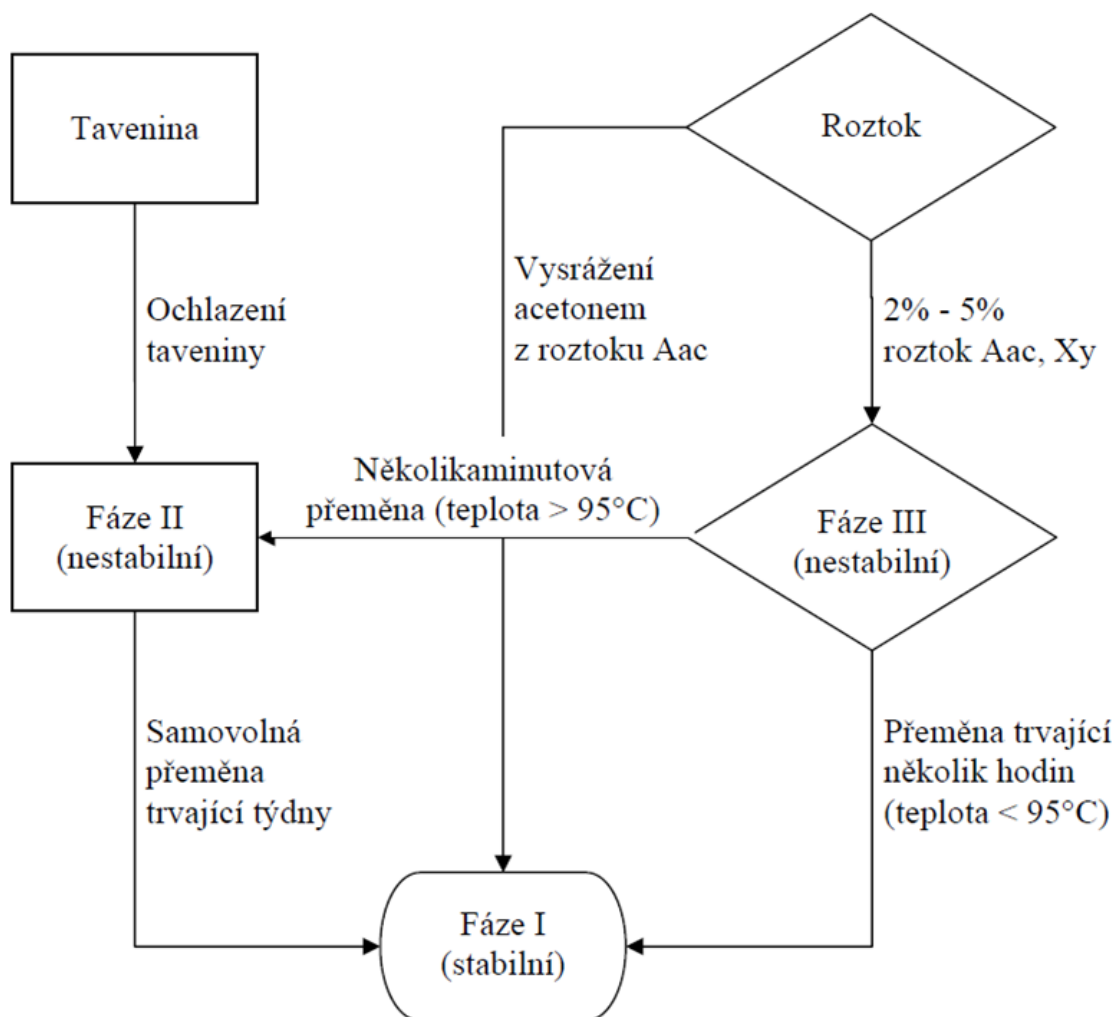 Tavenina
Roztok
Ochlazení
taveniny
Vysrážení
acetonem
z roztoku Aac
2% - 5%
roztok Aac, Xy
Několikaminutová
přeměna (teplota > 95°C)
Fáze II
(nestabilní)
Fáze III
(nestabilní)
Samovolná
přeměna
trvající týdny
Přeměna trvající
několik hodin
(teplota < 95°C)
Fáze I
(stabilní)